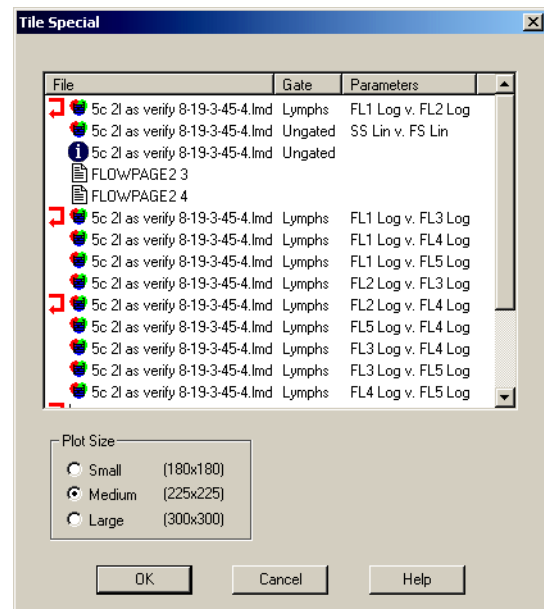 Tile Special
File Gate Parameters
5c 2l as verify 8-19-3-45-4.lmd Lymphs FL1 Log v. FL2 Log
5c 2l as verify 8-19-3-45-4.lmd Ungated SS Lin v. FS Lin
5c 2l as verify 8-19-3-45-4.lmd Ungated
FLOWPAGE2 3
FLOWPAGE2 4
5c 2l as verify 8-19-3-45-4.lmd Lymphs FL1 Log v. FL3 Log
5c 2l as verify 8-19-3-45-4.lmd Lymphs FL1 Log v. FL4 Log
5c 2l as verify 8-19-3-45-4.lmd Lymphs FL1 Log v. FL5 Log
5c 2l as verify 8-19-3-45-4.lmd Lymphs FL2 Log v. FL3 Log
5c 2l as verify 8-19-3-45-4.lmd Lymphs FL2 Log v. FL4 Log
5c 2l as verify 8-19-3-45-4.lmd Lymphs FL5 Log v. FL4 Log
5c 2l as verify 8-19-3-45-4.lmd Lymphs FL3 Log v. FL4 Log
5c 2l as verify 8-19-3-45-4.lmd Lymphs FL3 Log v. FL5 Log
5c 2l as verify 8-19-3-45-4.lmd Lymphs FL4 Log v. FL5 Log
Plot Size
Small (180x180)
Medium (225x225)
Large (300x300)
OK Cancel Help